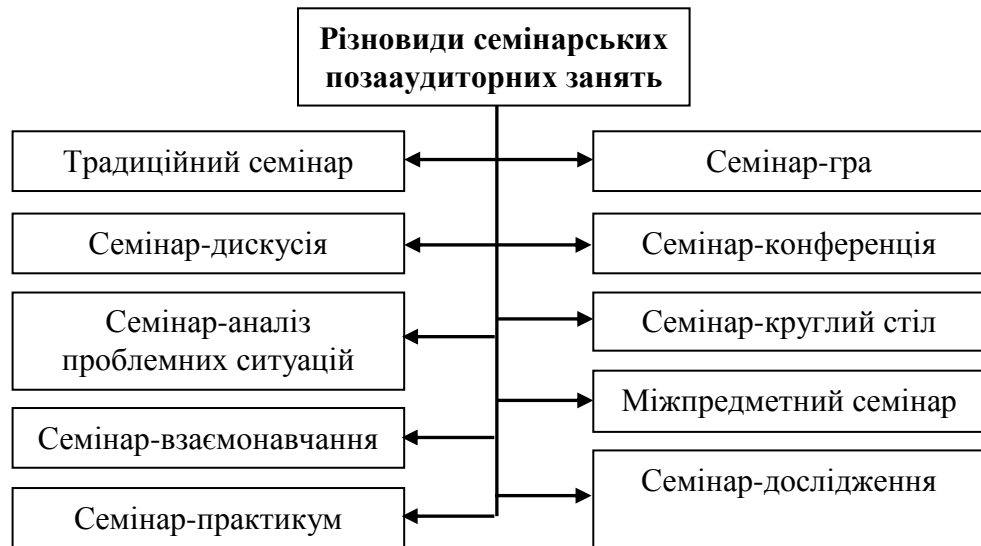 Різновиди семінарських
позааудиторних занять
Традиційний семінар
Семінар-гра
Семінар-дискусія
Семінар-конференція
Семінар-аналіз
проблемних ситуацій
Семінар-круглий стіл
Міжпредметний семінар
Семінар-взаємонавчання
Семінар-дослідження
Семінар-практикум